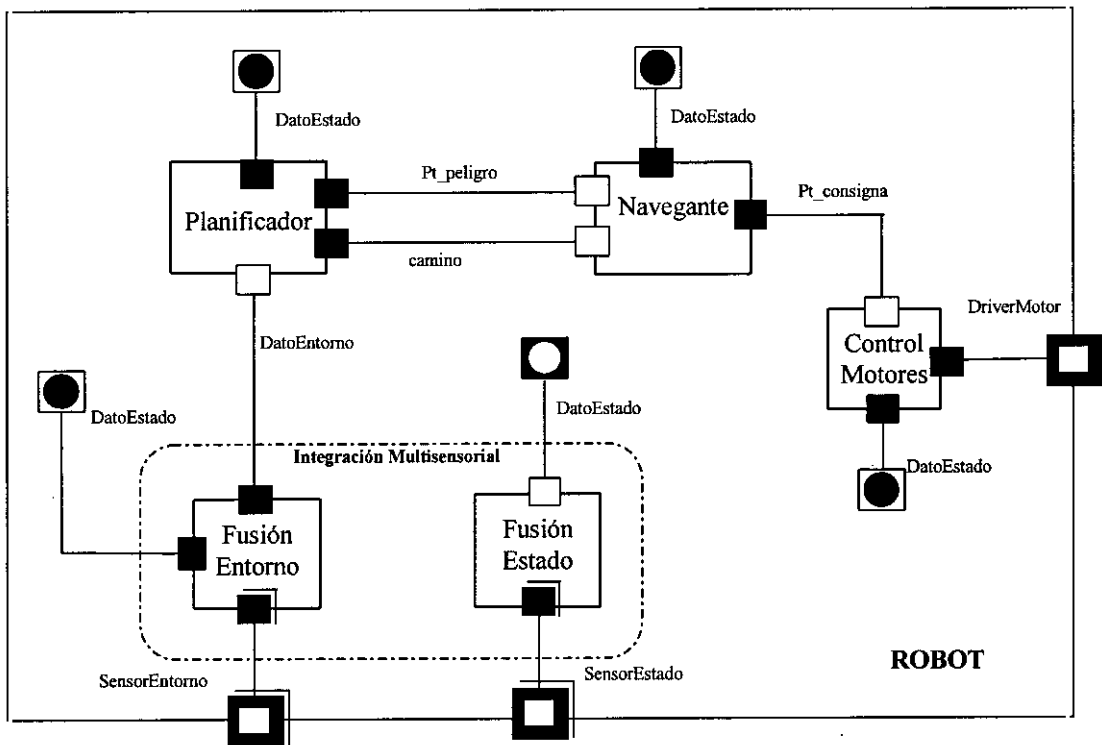 DatoEstado
DatoEstado
Pt_peligro
Pt_consigna
Planificador
Navegante
camino
DatoEntorno
DriverMotor
Control
Motores
DatoEstado
DatoEstado
Integración Multisensorial
DatoEstado
Fusión
Entorno
Fusión
Estado
ROBOT
SensorEntorno
SensorEstado